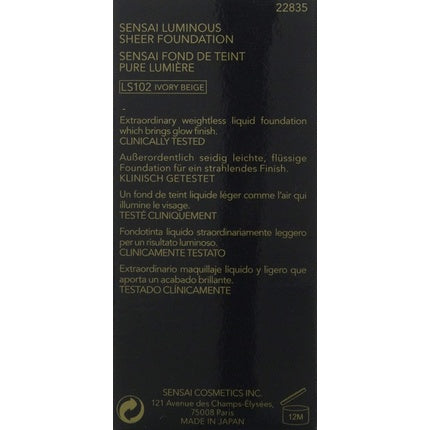 22835
SENSAI LUMINOUS
SHEER FOUNDATION
SENSAI FOND DE TEINT
PURE LUMIÈRE
LS102 IVORY BEIGE
-
Extraordinary weightless liquid foundation
which brings glow finish.
CLINICALLY TESTED
Außerordentlich seidig leichte, flüssige
Foundation für ein strahlendes Finish.
KLINISCH GETESTET
Un fond de teint liquide léger comme l'air qui
illumine le visage.
TESTÉ CLINIQUEMENT
Fondotinta liquido straordinariamente leggero
per un risultato luminoso.
CLINICAMENTE TESTATO
Extraordinario maquillaje líquido y ligero que
aporta un acabado brillante.
TESTADO CLÍNICAMENTE
SENSAI COSMETICS INC.
121 Avenue des Champs-Elysées,
75008 Paris
MADE IN JAPAN
12M